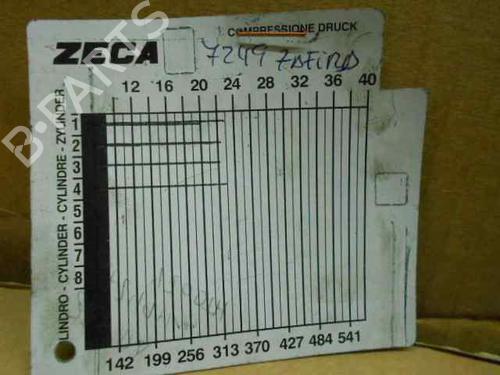 COMPRESSIONE DRUCK
ZECA
7249 ZAFIRA
12 16 20 24 28 32 36 40
LINDRO - CYLINDER - CYLINDRE - ZYLINDER
1
2
3
4
5
6
7
8
142 199 256 313 370 427 484 541
B-PARTS